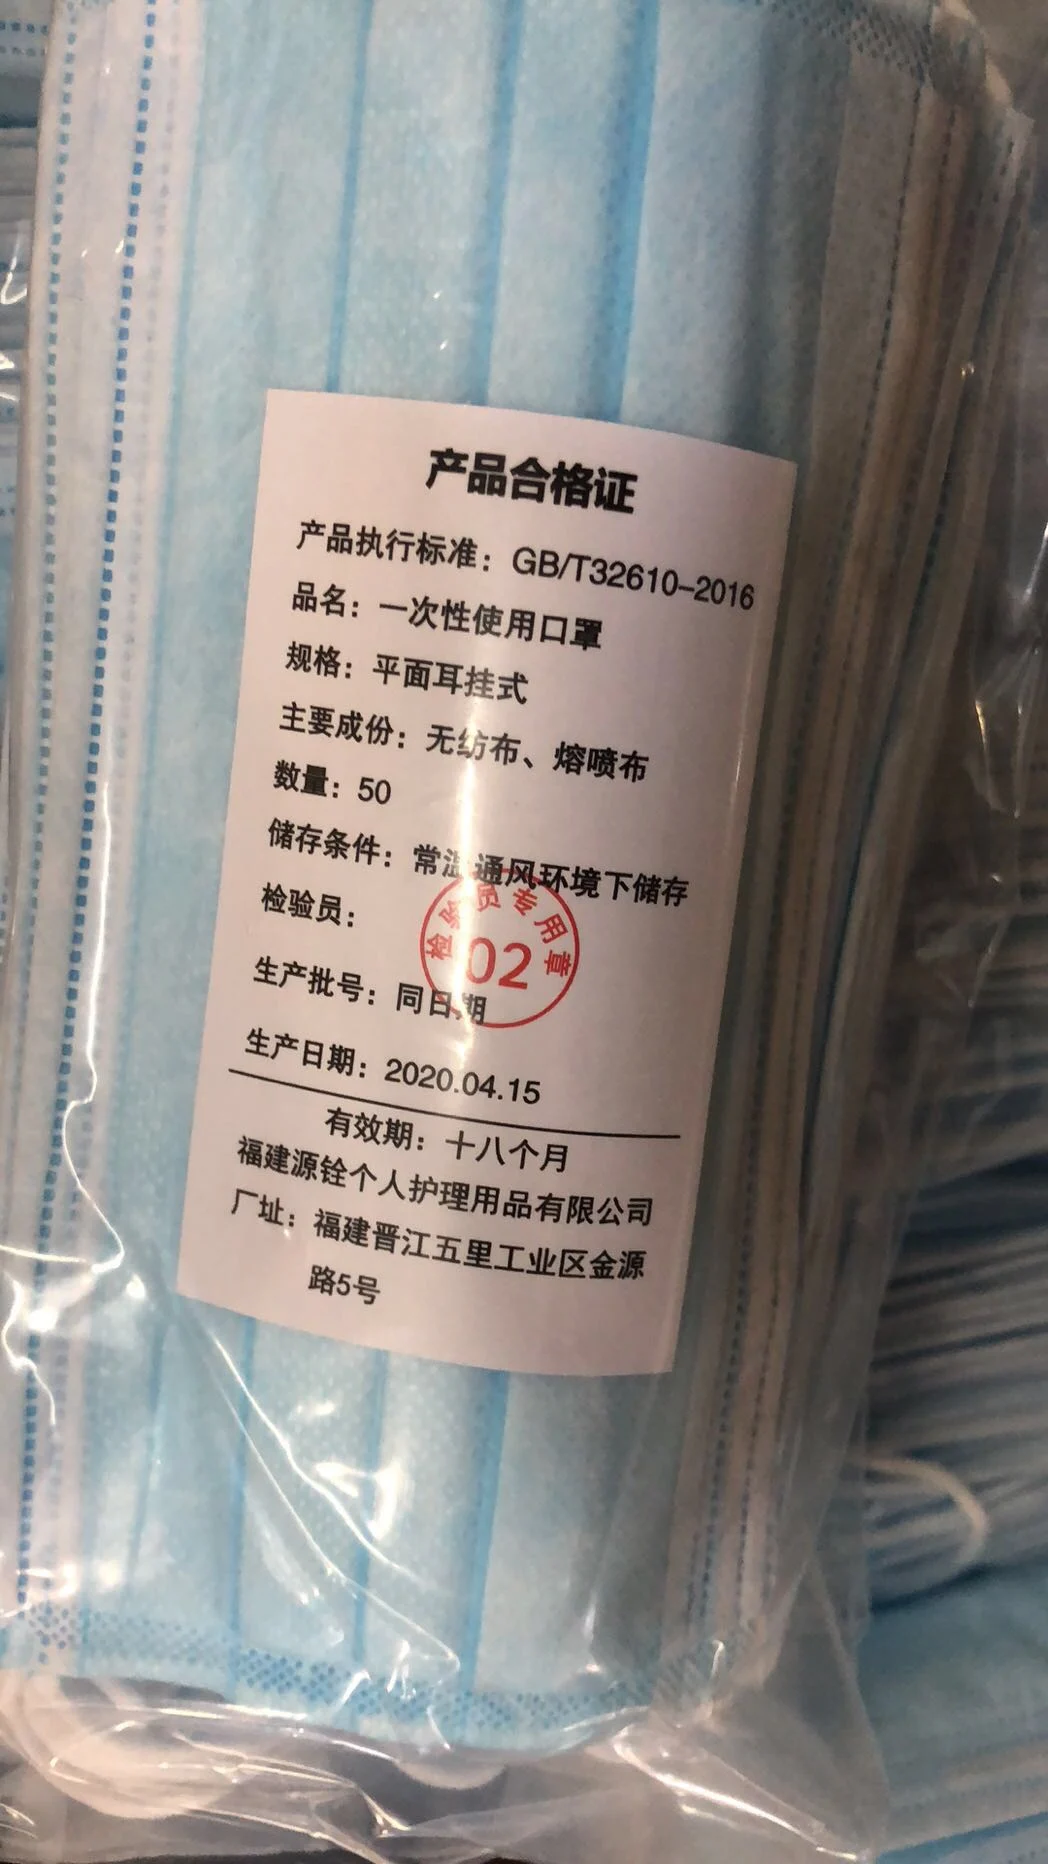 产品合格证
产品执行标准：GB/T32610-2016
品名：一次性使用口罩
规格：平面耳挂式
主要成份：无纺布、熔喷布
数量：50
储存条件：常温通风环境下储存
检验员：
检验员专用章
02
生产批号：同日期
生产日期：2020.04.15
有效期：十八个月
福建源铨个人护理用品有限公司
厂址：福建晋江五里工业区金源
路5号